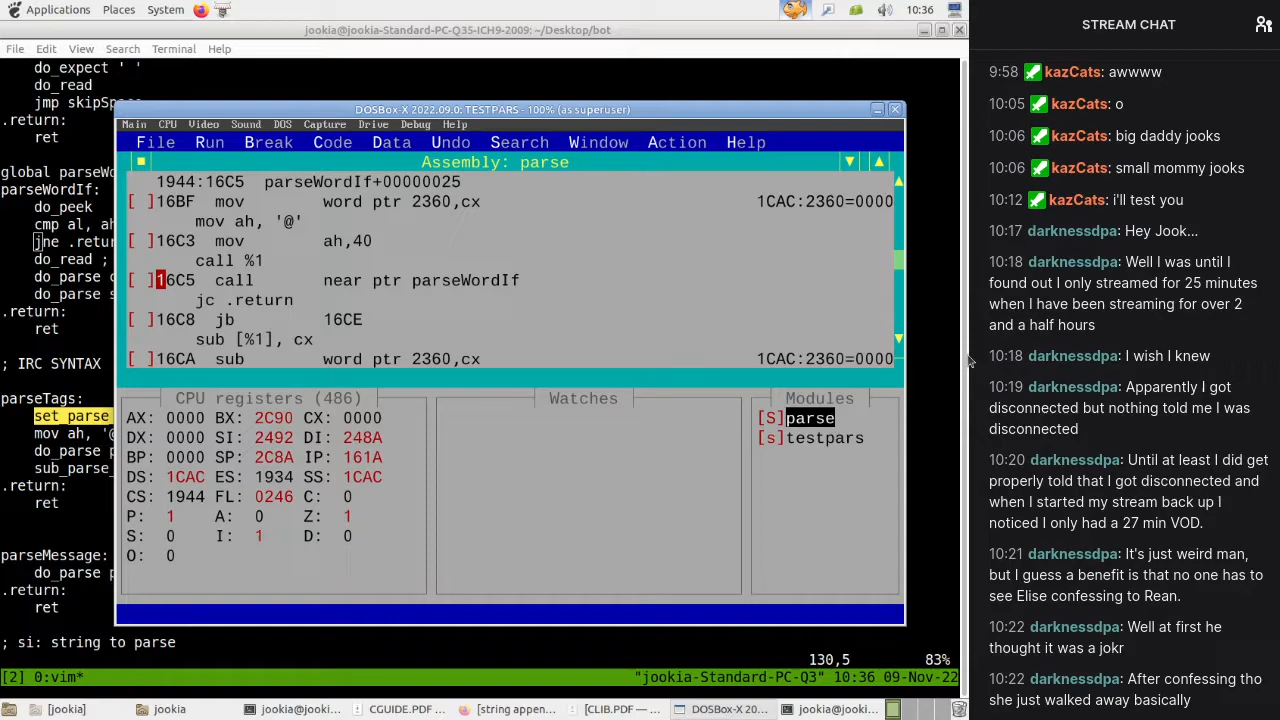 Applications Places System 10:36
jookia@jookia-Standard-PC-Q35-ICH9-2009: ~/Desktop/bot
File Edit View Search Terminal Help
do_expect ' '
do_read
jmp skipSpa
.return:
ret
global parseWo
parseWordIf:
do_peek
cmp al, ah
jne .retur
do_read ;
do_parse c
do_parse s
.return:
ret
; IRC SYNTAX
parseTags:
set_parse_
mov ah, '@
do_parse p
sub_parse_
.return:
ret
parseMessage:
do_parse p
.return:
ret
; si: string to parse
130,5 83%
[2] 0:vim* "jookia-Standard-PC-Q3" 10:36 09-Nov-22
DOSBox-X 2022.09.0: TESTPARS - 100% (as superuser)
Main CPU Video Sound DOS Capture Drive Debug Help
File Run Break Code Data Undo Search Window Action Help
Assembly: parse
1944:16C5 parseWordIf+00000025
[ ]16BF mov word ptr 2360,cx 1CAC:2360=0000
mov ah, '@'
[ ]16C3 mov ah,40
call %1
[ ]16C5 call near ptr parseWordIf
jc .return
[ ]16C8 jb 16CE
sub [%1], cx
[ ]16CA sub word ptr 2360,cx 1CAC:2360=0000
CPU registers (486)
AX: 0000 BX: 2C90 CX: 0000
DX: 0000 SI: 2492 DI: 248A
BP: 0000 SP: 2C8A IP: 161A
DS: 1CAC ES: 1934 SS: 1CAC
CS: 1944 FL: 0246 C: 0
P: 1 A: 0 Z: 1
S: 0 I: 1 D: 0
O: 0
Watches
Modules
[S]parse
[s]testpars
[jookia] jookia jookia@jooki... CGUIDE.PDF ... [string appen... [CLIB.PDF —... DOSBox-X 20... jookia@jooki...
STREAM CHAT
9:58 kazCats: awwww
10:05 kazCats: o
10:06 kazCats: big daddy jooks
10:06 kazCats: small mommy jooks
10:12 kazCats: i'll test you
10:17 darknessdpa: Hey Jook...
10:18 darknessdpa: Well I was until I
found out I only streamed for 25 minutes
when I have been streaming for over 2
and a half hours
10:18 darknessdpa: I wish I knew
10:19 darknessdpa: Apparently I got
disconnected but nothing told me I was
disconnected
10:20 darknessdpa: Until at least I did get
properly told that I got disconnected and
when I started my stream back up I
noticed I only had a 27 min VOD.
10:21 darknessdpa: It's just weird man,
but I guess a benefit is that no one has to
see Elise confessing to Rean.
10:22 darknessdpa: Well at first he
thought it was a jokr
10:22 darknessdpa: After confessing tho
she just walked away basically